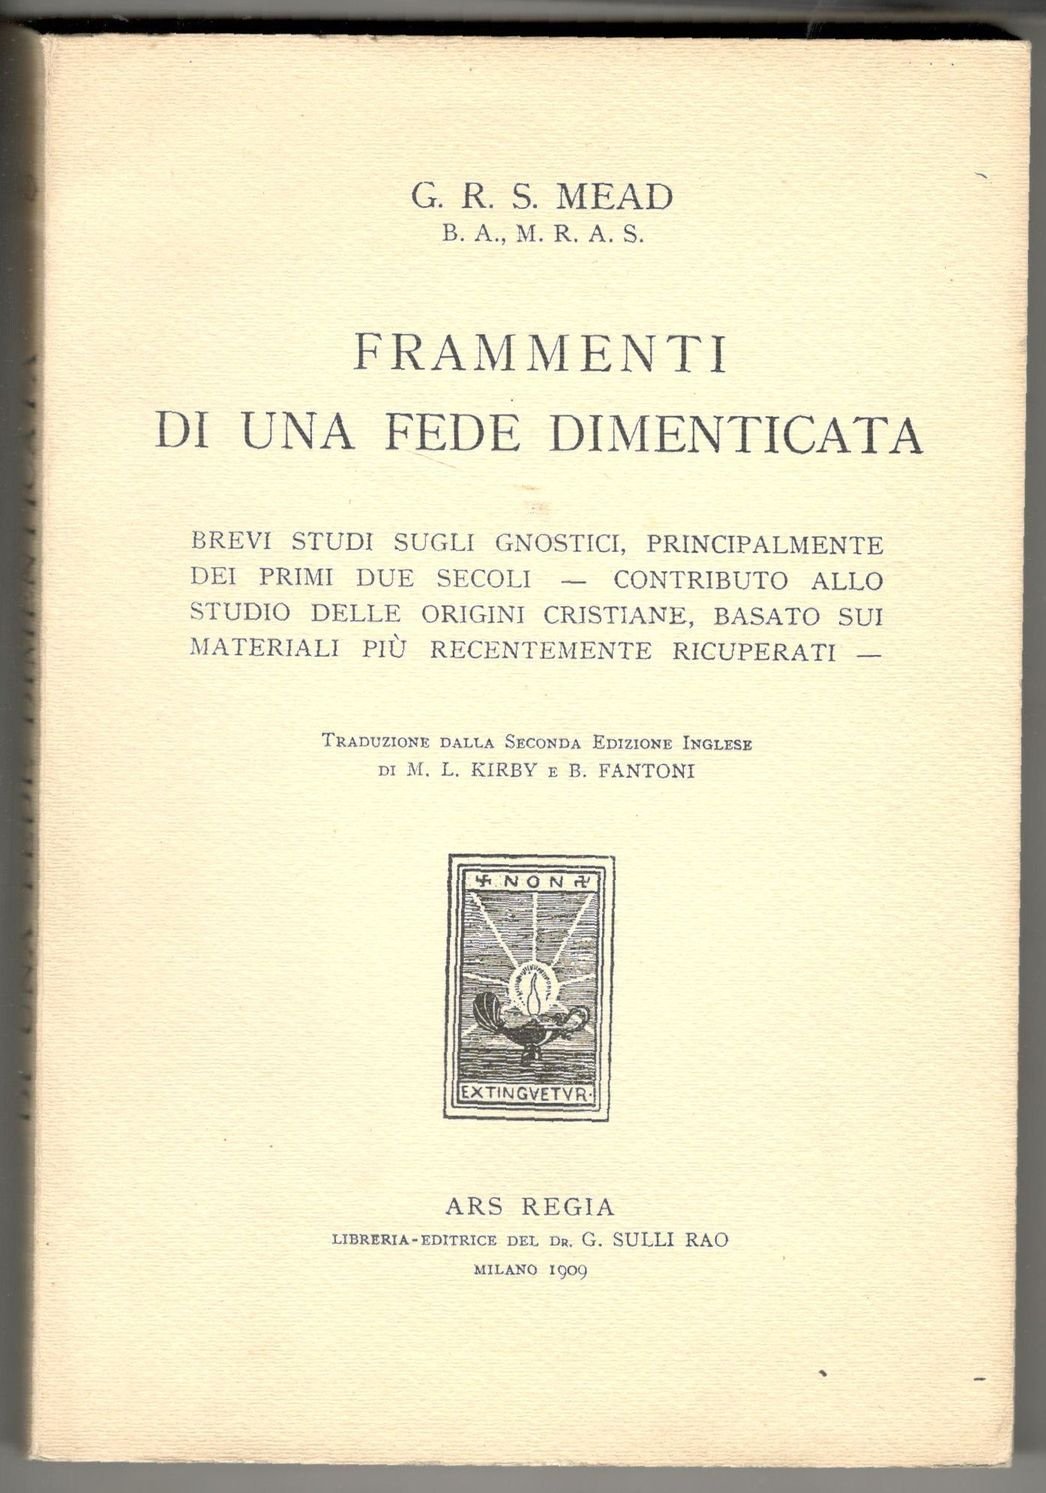 G. R. S. MEAD
B. A., M. R. A. S.
FRAMMENTI
DI UNA FEDE DIMENTICATA
BREVI STUDI SUGLI GNOSTICI, PRINCIPALMENTE
DEI PRIMI DUE SECOLI — CONTRIBUTO ALLO
STUDIO DELLE ORIGINI CRISTIANE, BASATO SUI
MATERIALI PIÙ RECENTEMENTE RICUPERATI —
TRADUZIONE DALLA SECONDA EDIZIONE INGLESE
DI M. L. KIRBY E B. FANTONI
NON
EXTINGVETVR.
ARS REGIA
LIBRERIA-EDITRICE DEL DR. G. SULLI RAO
MILANO 1909